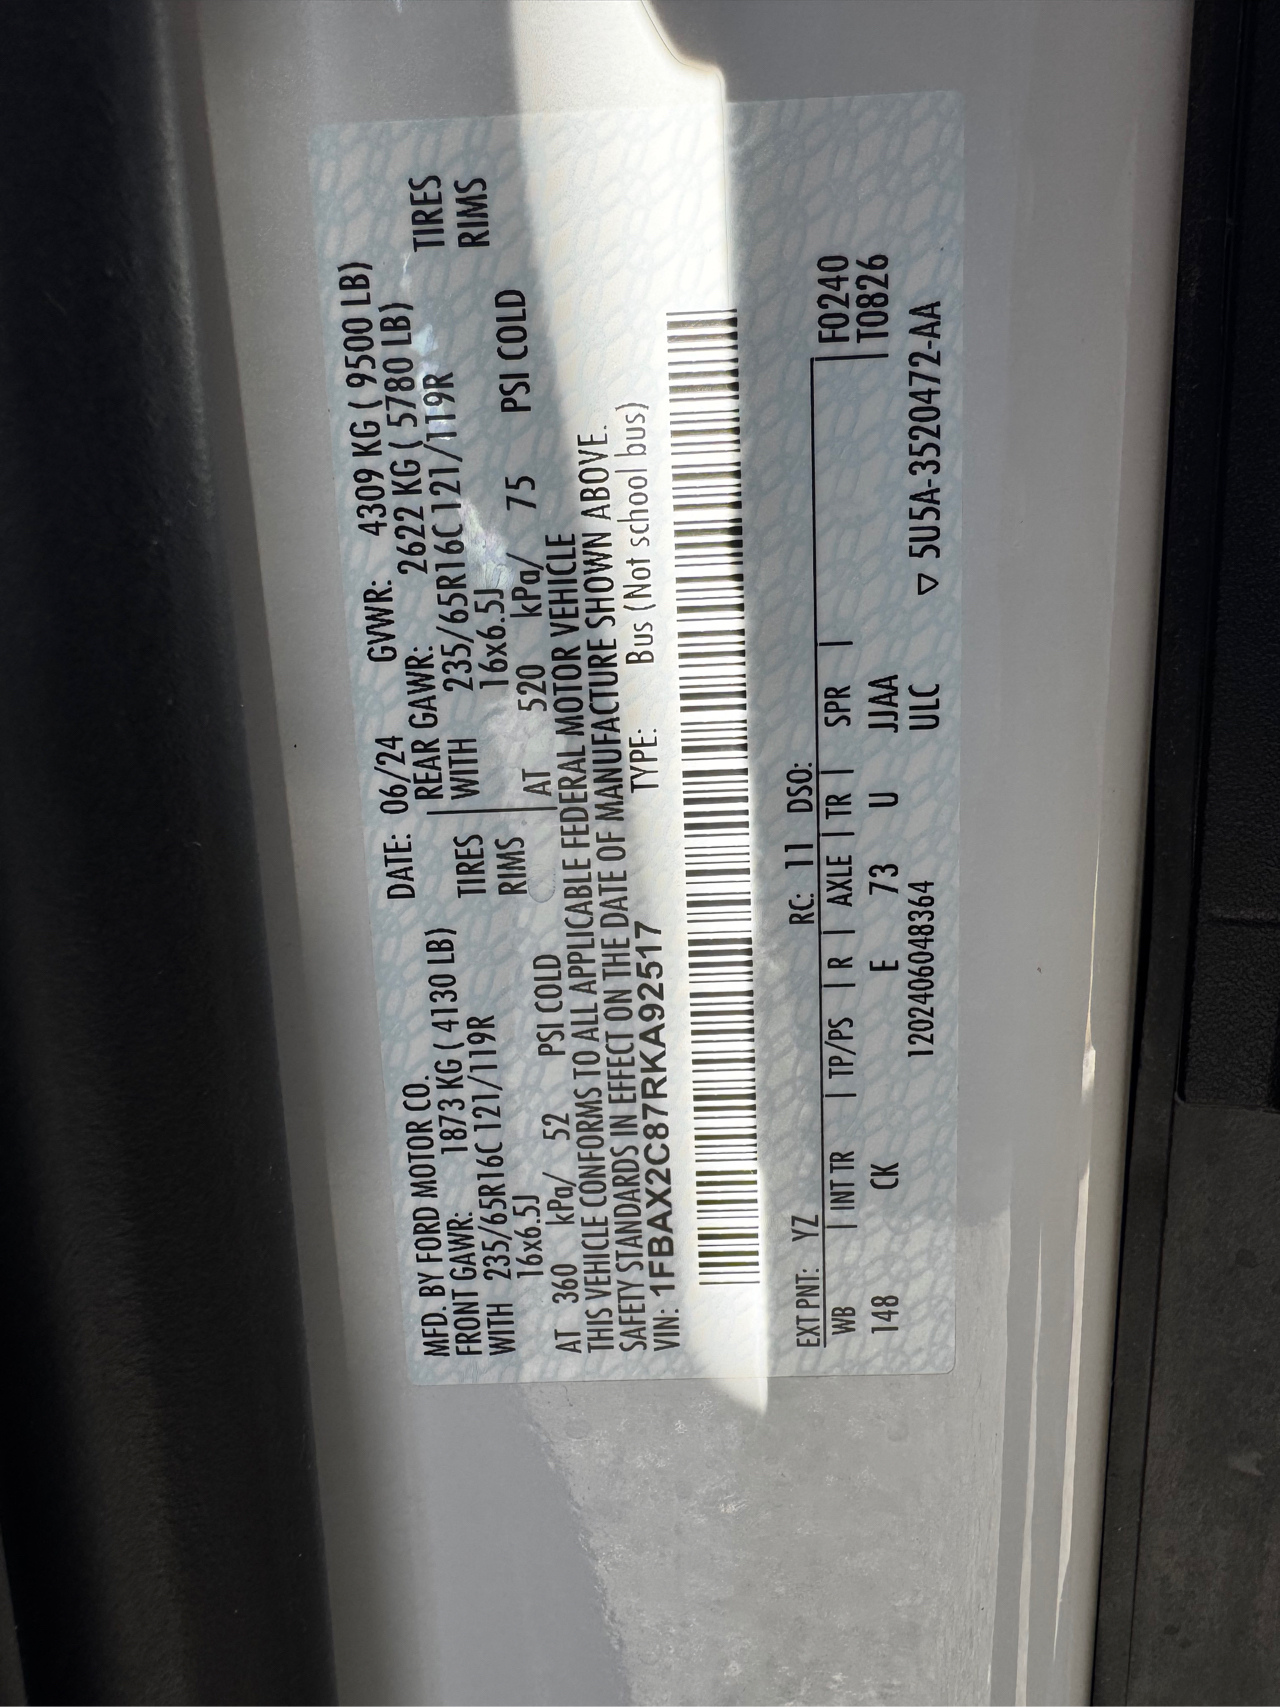 MFD. BY FORD MOTOR CO. DATE: 06/24 GVWR: 4309 KG ( 9500 LB)
FRONT GAWR: 1873 KG ( 4130 LB) REAR GAWR: 2622 KG ( 5780 LB)
WITH 235/65R16C 121/119R TIRES WITH 235/65R16C 121/119R TIRES
16x6.5J RIMS 16x6.5J RIMS
AT 360 kPa/ 52 PSI COLD AT 520 kPa/ 75 PSI COLD
THIS VEHICLE CONFORMS TO ALL APPLICABLE FEDERAL MOTOR VEHICLE
SAFETY STANDARDS IN EFFECT ON THE DATE OF MANUFACTURE SHOWN ABOVE.
VIN: 1FBAX2C87RKA92517 TYPE: Bus (Not school bus)
EXT PNT: YZ RC: 11 DSO:
WB | INT TR | TP/PS | R | AXLE | TR | SPR | F0240
148 CK E 73 U JJAA | T0826
120240604836​4 ULC ▽ 5U5A-3520472-AA